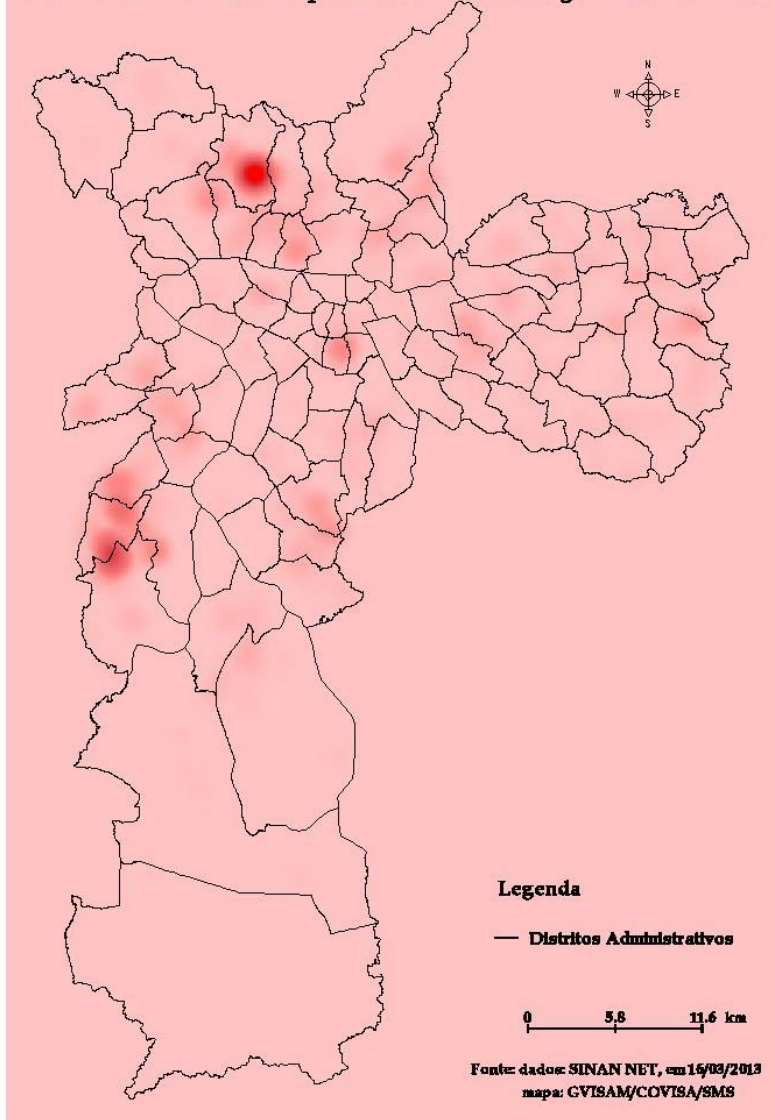 N
W E
S
Legenda
Distritos Administrativos
0 5.8 11.6 km
Fonte: dados: SINAN NET, em 16/03/2013
mapa: GVISAM/COVISA/SMS